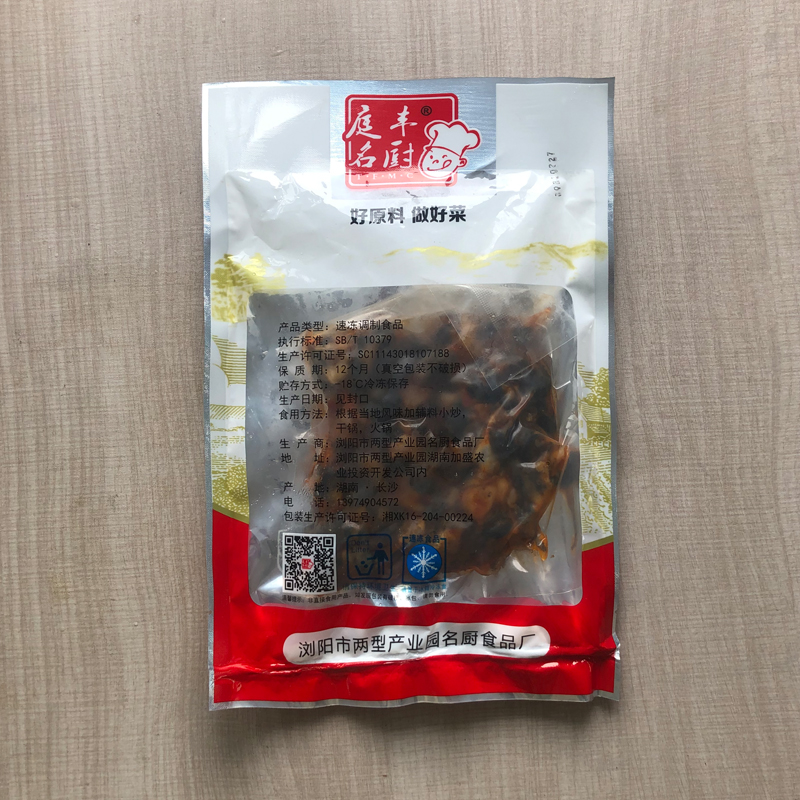 庭丰®
名厨
T·F·M·C
好原料 做好菜
产品类型：速冻调制食品
执行标准：SB/T 10379
生产许可证号：SC11143018107188
保 质 期：12个月（真空包装不破损）
贮存方式：-18℃冷冻保存
生产日期：见封口
食用方法：根据当地风味加辅料小炒，
干锅，火锅
生 产 商：浏阳市两型产业园名厨食品厂
地 址：浏阳市两型产业园湖南加盛农
业投资开发公司内
产 地：湖南·长沙
电 话：13974904572
包装生产许可证号：湘XK16-204-00224
速冻食品
浏阳市两型产业园名厨食品厂